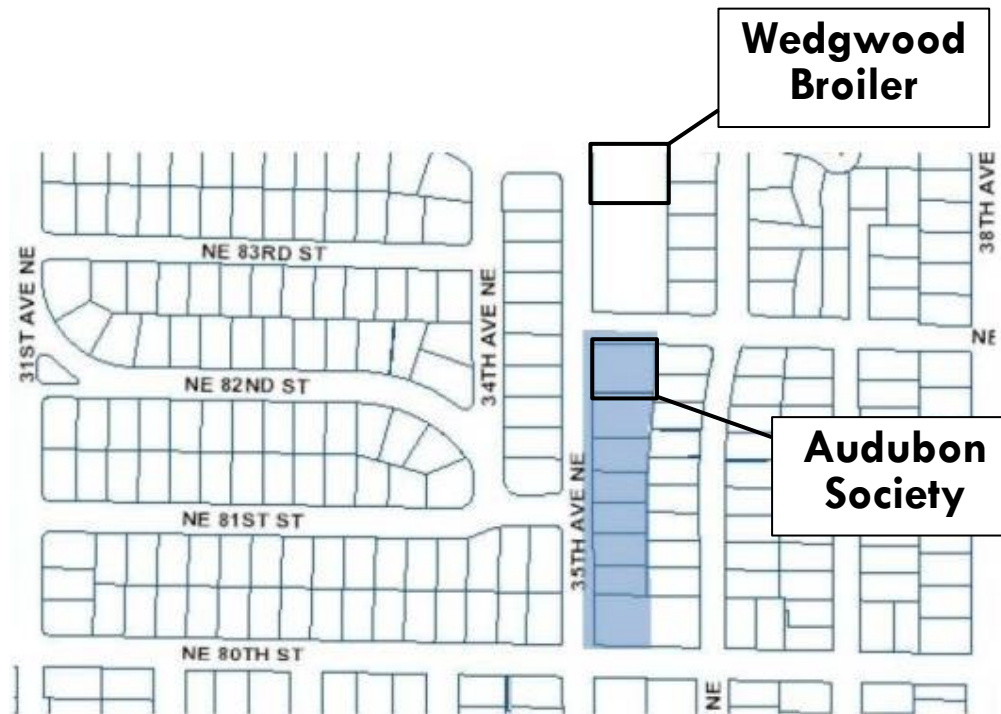 Wedgwood
Broiler
38TH AVE
NE 83RD ST
31ST AVE NE
34TH AVE NE
NE
NE 82ND ST
Audubon
Society
35TH AVE NE
NE 81ST ST
NE 80TH ST
NE